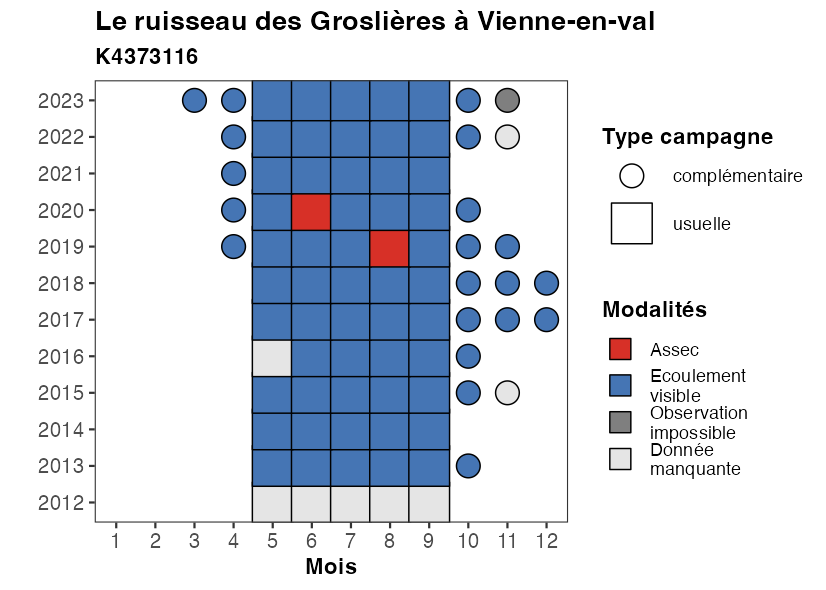 Le ruisseau des Groslières à Vienne-en-val
K4373116
2023
2022
2021
2020
2019
2018
2017
2016
2015
2014
2013
2012
1 2 3 4 5 6 7 8 9 10 11 12
Mois
Type campagne
complémentaire
usuelle
Modalités
Assec
Ecoulement
visible
Observation
impossible
Donnée
manquante